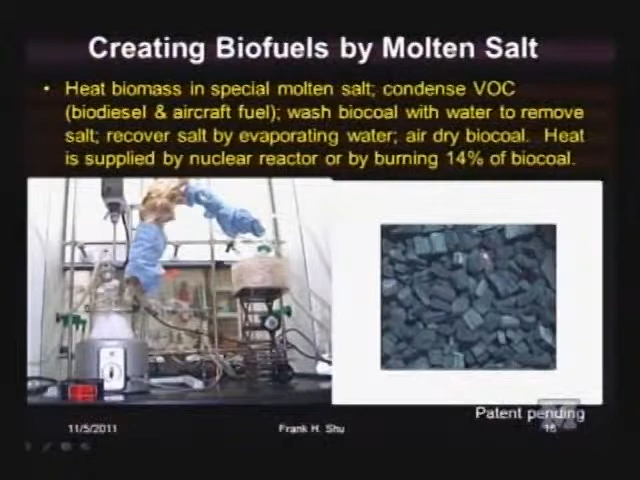 Creating Biofuels by Molten Salt
• Heat biomass in special molten salt; condense VOC
(biodiesel & aircraft fuel); wash biocoal with water to remove
salt; recover salt by evaporating water; air dry biocoal. Heat
is supplied by nuclear reactor or by burning 14% of biocoal.
Patent pending
11/5/2011
Frank H. Shu
16